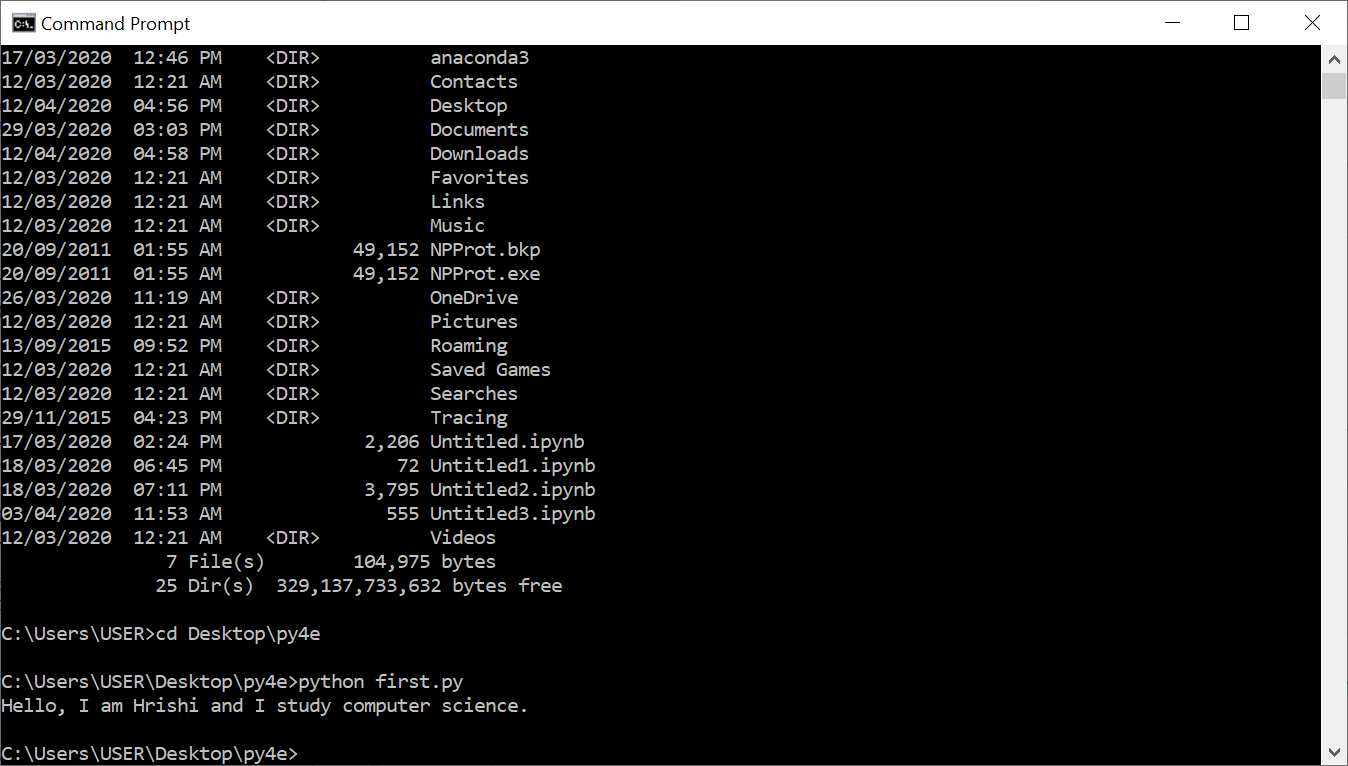 Command Prompt
17/03/2020  12:46 PM    <DIR>          anaconda3
12/03/2020  12:21 AM    <DIR>          Contacts
12/04/2020  04:56 PM    <DIR>          Desktop
29/03/2020  03:03 PM    <DIR>          Documents
12/04/2020  04:58 PM    <DIR>          Downloads
12/03/2020  12:21 AM    <DIR>          Favorites
12/03/2020  12:21 AM    <DIR>          Links
12/03/2020  12:21 AM    <DIR>          Music
20/09/2011  01:55 AM            49,152 NPProt.bkp
20/09/2011  01:55 AM            49,152 NPProt.exe
26/03/2020  11:19 AM    <DIR>          OneDrive
12/03/2020  12:21 AM    <DIR>          Pictures
13/09/2015  09:52 PM    <DIR>          Roaming
12/03/2020  12:21 AM    <DIR>          Saved Games
12/03/2020  12:21 AM    <DIR>          Searches
29/11/2015  04:23 PM    <DIR>          Tracing
17/03/2020  02:24 PM             2,206 Untitled.ipynb
18/03/2020  06:45 PM                72 Untitled1.ipynb
18/03/2020  07:11 PM             3,795 Untitled2.ipynb
03/04/2020  11:53 AM               555 Untitled3.ipynb
12/03/2020  12:21 AM    <DIR>          Videos
               7 File(s)        104,975 bytes
              25 Dir(s)  329,137,733,632 bytes free
C:\Users\USER>cd Desktop\py4e
C:\Users\USER\Desktop\py4e>python first.py
Hello, I am Hrishi and I study computer science.
C:\Users\USER\Desktop\py4e>